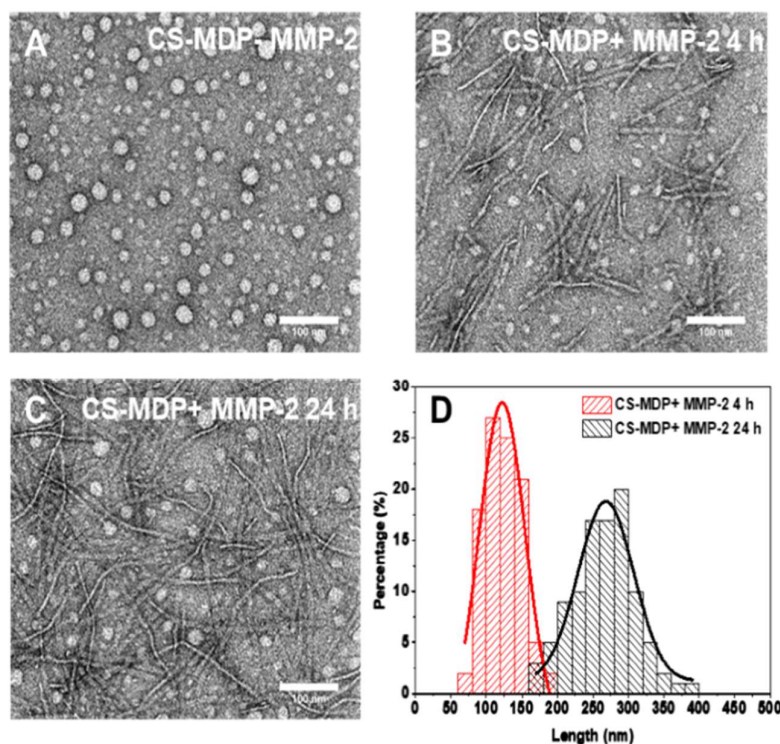 A
CS-MDP- MMP-2
100 nm
B
CS-MDP+ MMP-2 4 h
100 nm
C
CS-MDP+ MMP-2 24 h
100 nm
D
CS-MDP+ MMP-2 4 h
CS-MDP+ MMP-2 24 h
Percentage (%)
30
25
20
15
10
5
0
0 50 100 150 200 250 300 350 400 450 500
Length (nm)